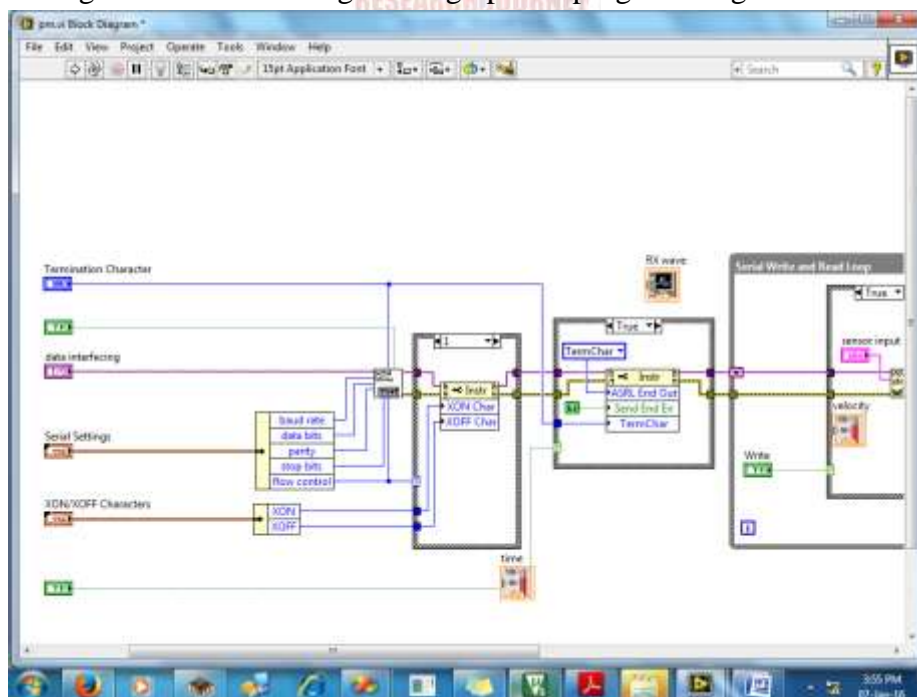 pm.vi Block Diagram *
File Edit View Project Operate Tools Window Help
15pt Application Font
Search
Termination Character
data interfacing
Serial Settings
XON/XOFF Characters
baud rate
data bits
parity
stop bits
flow control
XON
XOFF
1
Instr
XON Char
XOFF Char
time
RX wave
True
TermChar
Instr
ASRL End Out
Send End En
TermChar
Serial Write and Read Loop
True
sensor input
velocity
Write
i
3:55 PM